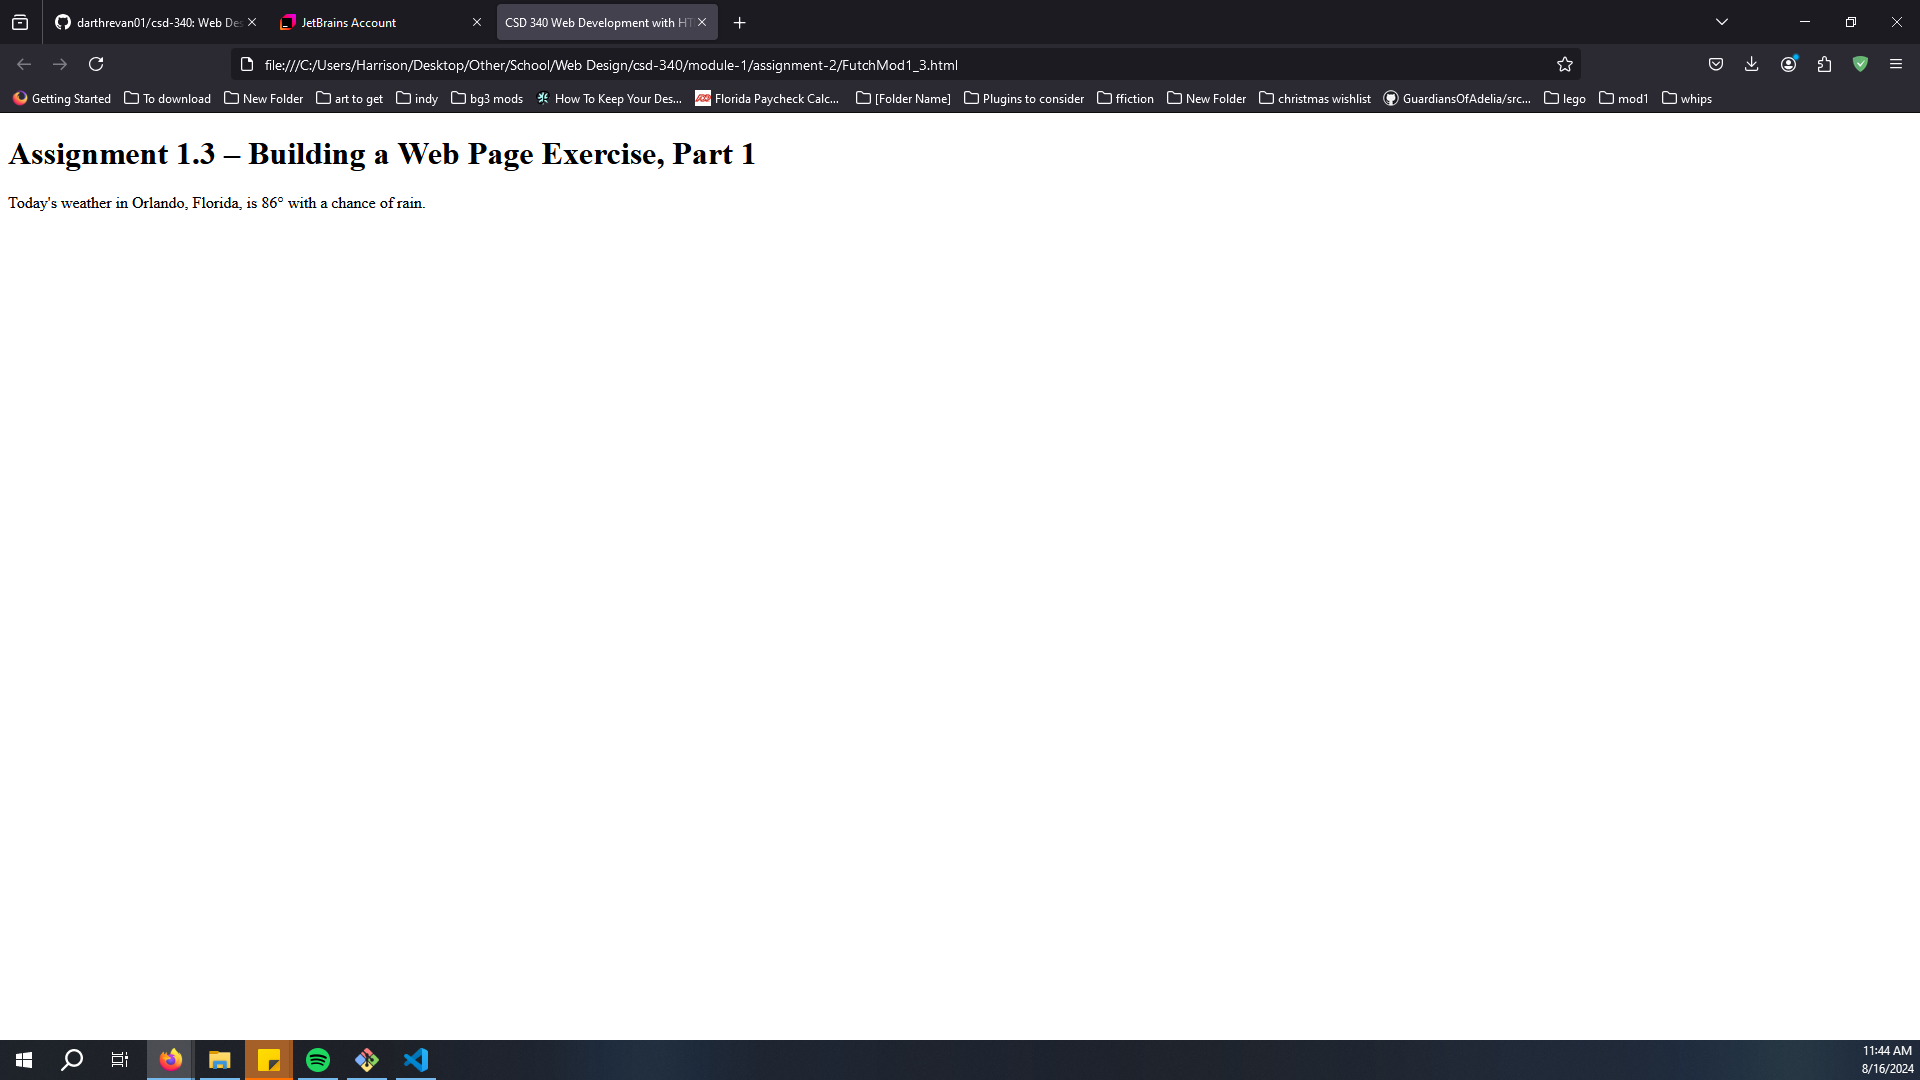 darthrevan01/csd-340: Web Des
JetBrains Account
CSD 340 Web Development with HT
file:///C:/Users/Harrison/Desktop/Other/School/Web Design/csd-340/module-1/assignment-2/FutchMod1_3.html
Getting Started To download New Folder art to get indy bg3 mods How To Keep Your Des... Florida Paycheck Calc... [Folder Name] Plugins to consider ffiction New Folder christmas wishlist GuardiansOfAdelia/src... lego mod1 whips
Assignment 1.3 – Building a Web Page Exercise, Part 1
Today's weather in Orlando, Florida, is 86° with a chance of rain.
11:44 AM
8/16/2024